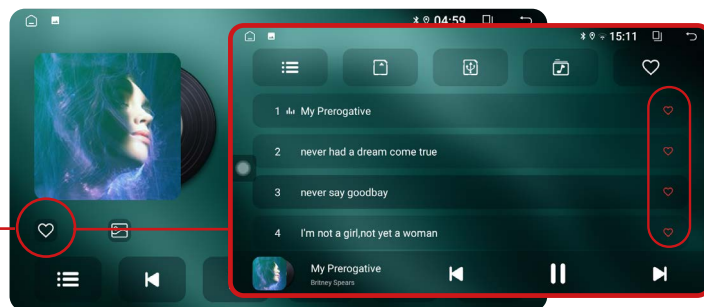 04:59
15:11
1 My Prerogative
2 never had a dream come true
3 never say goodbay
4 I'm not a girl,not yet a woman
My Prerogative
Britney Spears